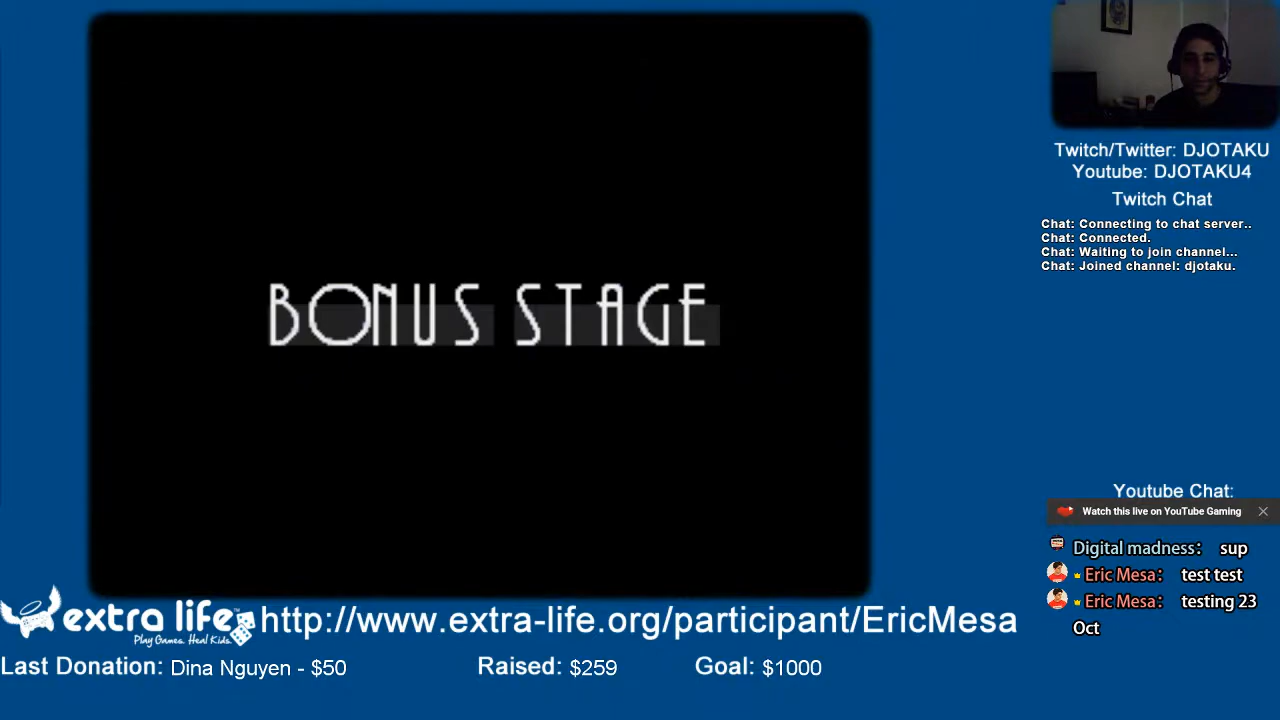 BONUS STAGE
Twitch/Twitter: DJOTAKU
Youtube: DJOTAKU4
Twitch Chat
Chat: Connecting to chat server..
Chat: Connected.
Chat: Waiting to join channel...
Chat: Joined channel: djotaku.
Youtube Chat:
Watch this live on YouTube Gaming
Digital madness: sup
Eric Mesa: test test
Eric Mesa: testing 23
Oct
extra life
Play Games. Heal Kids.
http://www.extra-life.org/participant/EricMesa
Last Donation: Dina Nguyen - $50 Raised: $259 Goal: $1000